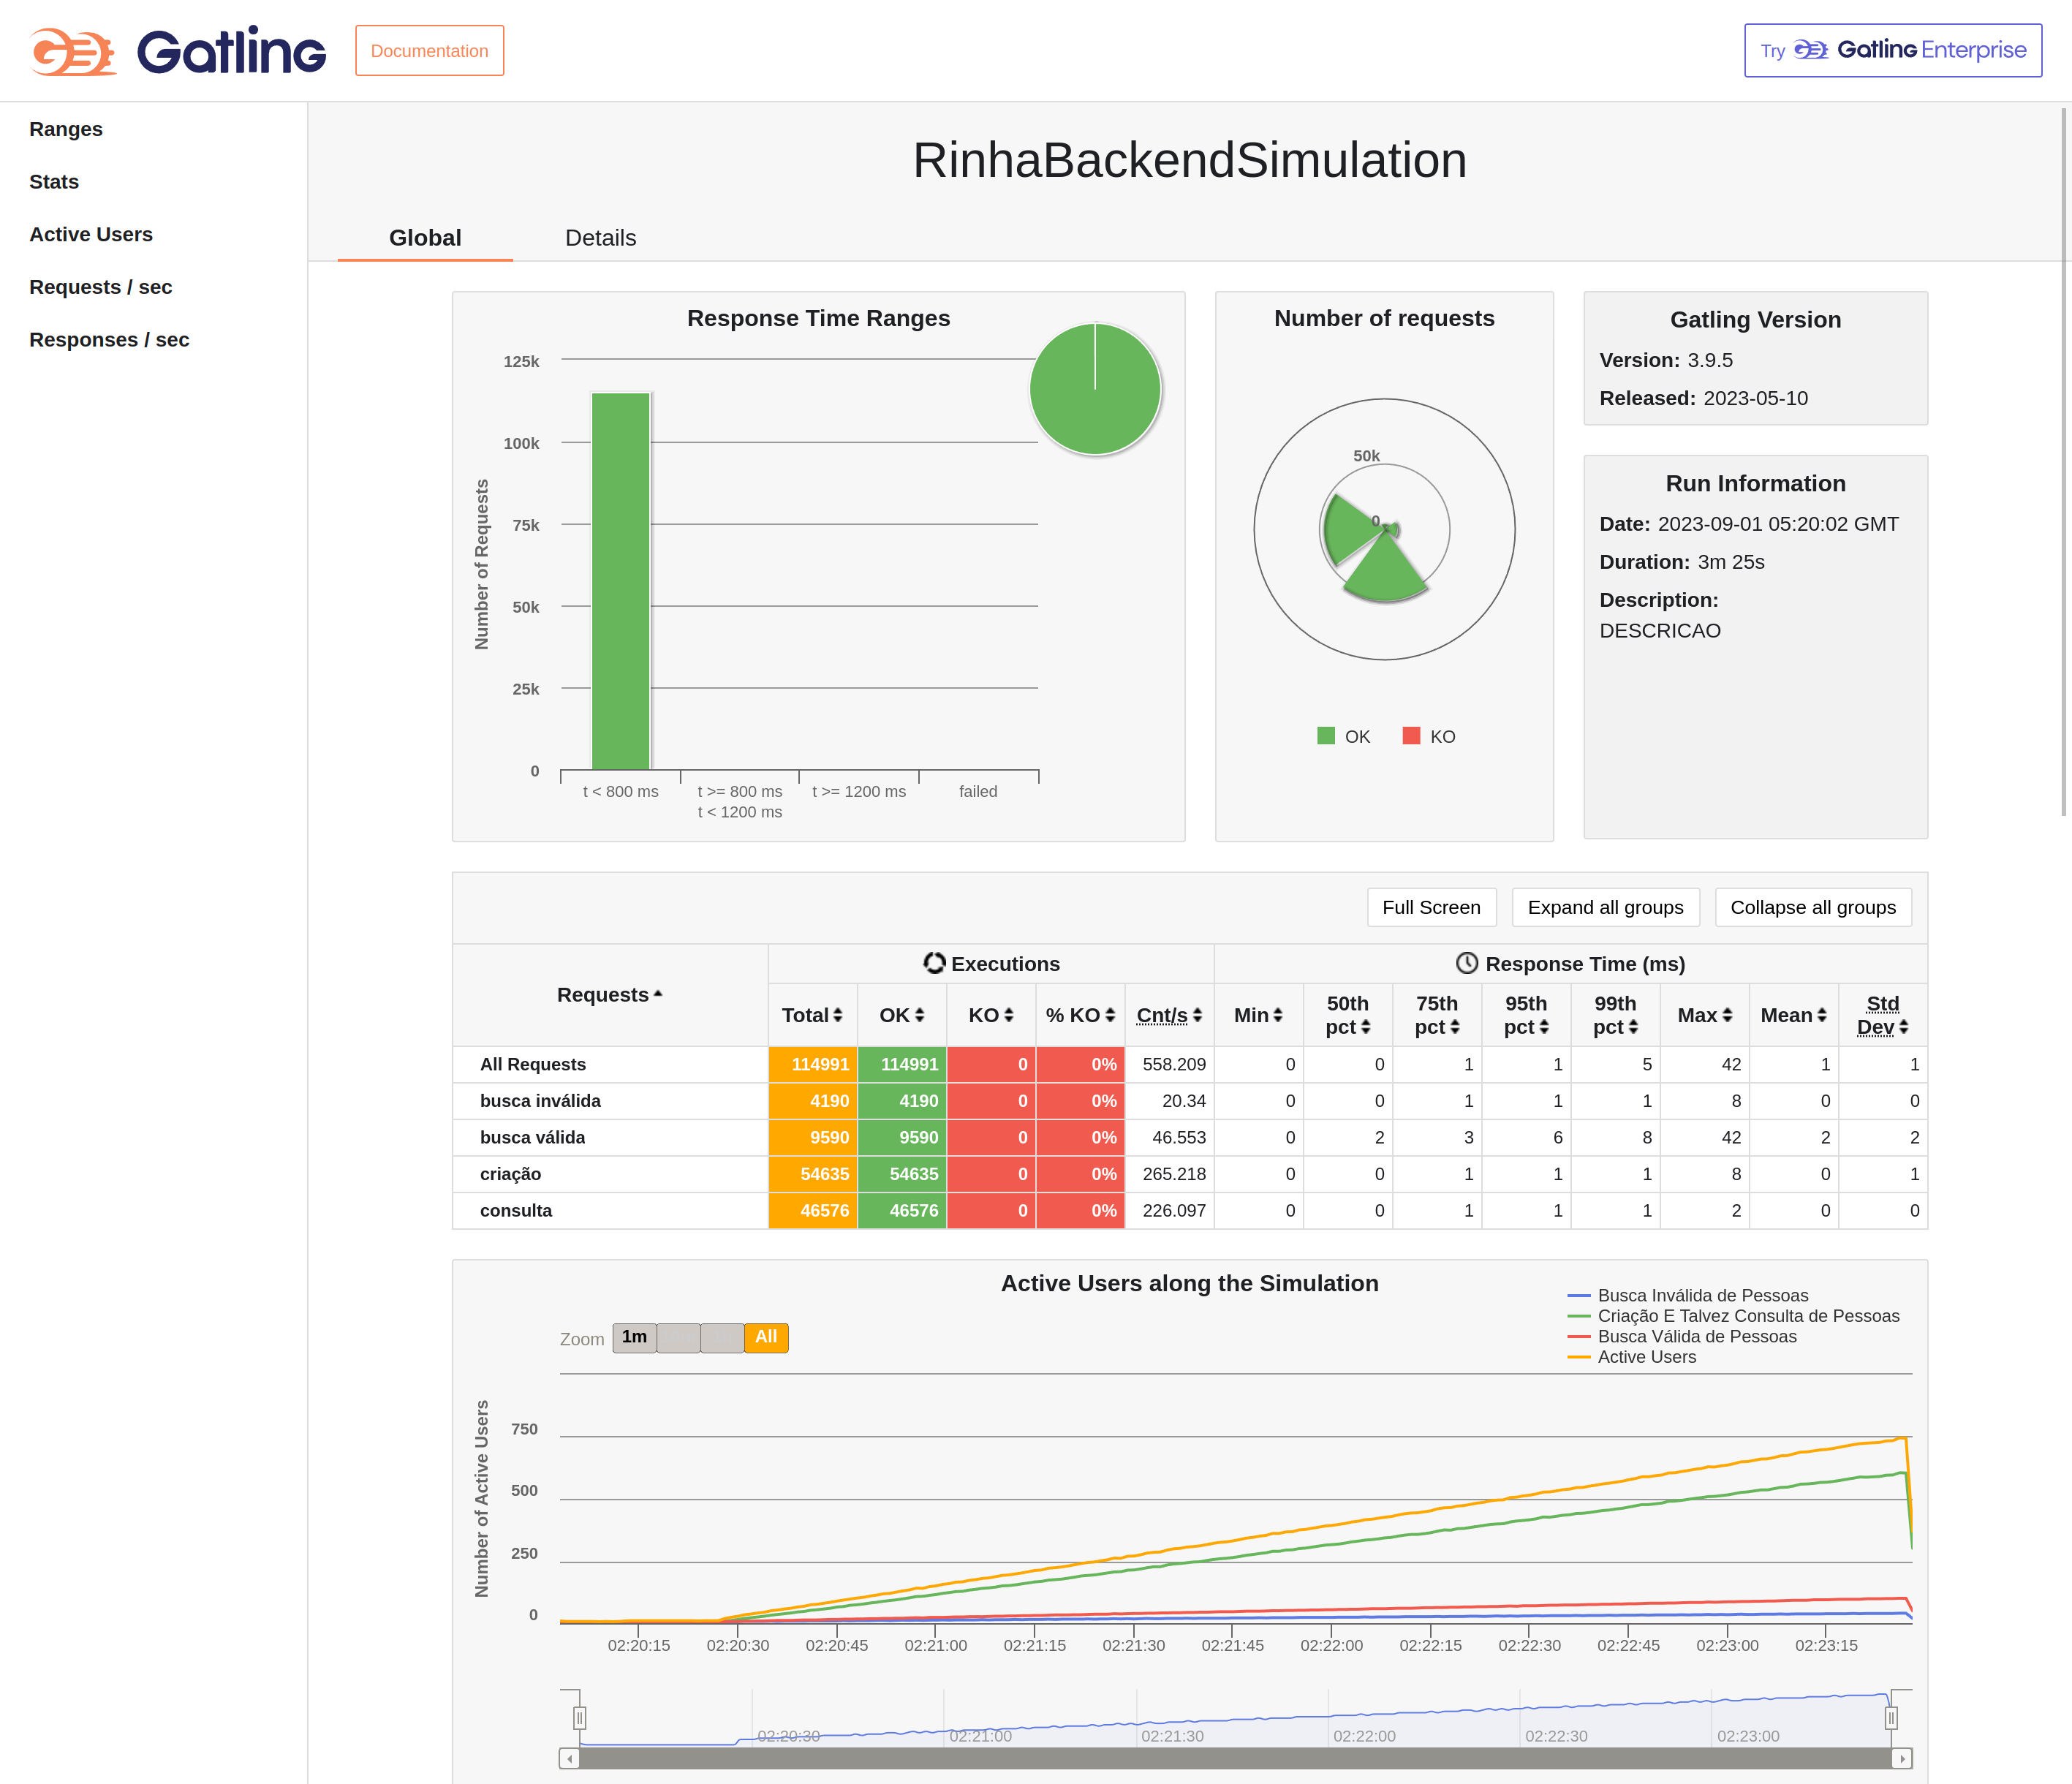 Gatling
Documentation
Try Gatling Enterprise
Ranges
Stats
Active Users
Requests / sec
Responses / sec
RinhaBackendSimulation
Global Details
Response Time Ranges
Number of Requests
125k
100k
75k
50k
25k
0
t < 800 ms
t >= 800 ms
t < 1200 ms
t >= 1200 ms
failed
Number of requests
50k
0
OK KO
Gatling Version
Version: 3.9.5
Released: 2023-05-10
Run Information
Date: 2023-09-01 05:20:02 GMT
Duration: 3m 25s
Description:
DESCRICAO
Full Screen Expand all groups Collapse all groups
Requests Executions Response Time (ms)
Total OK KO % KO Cnt/s Min 50th pct 75th pct 95th pct 99th pct Max Mean Std Dev
All Requests 114991 114991 0 0% 558.209 0 0 1 1 5 42 1 1
busca inválida 4190 4190 0 0% 20.34 0 0 1 1 1 8 0 0
busca válida 9590 9590 0 0% 46.553 0 2 3 6 8 42 2 2
criação 54635 54635 0 0% 265.218 0 0 1 1 1 8 0 1
consulta 46576 46576 0 0% 226.097 0 0 1 1 1 2 0 0
Active Users along the Simulation
Busca Inválida de Pessoas
Criação E Talvez Consulta de Pessoas
Busca Válida de Pessoas
Active Users
Zoom 1m All
Number of Active Users
750
500
250
0
02:20:15 02:20:30 02:20:45 02:21:00 02:21:15 02:21:30 02:21:45 02:22:00 02:22:15 02:22:30 02:22:45 02:23:00 02:23:15
02:20:30 02:21:00 02:21:30 02:22:00 02:22:30 02:23:00